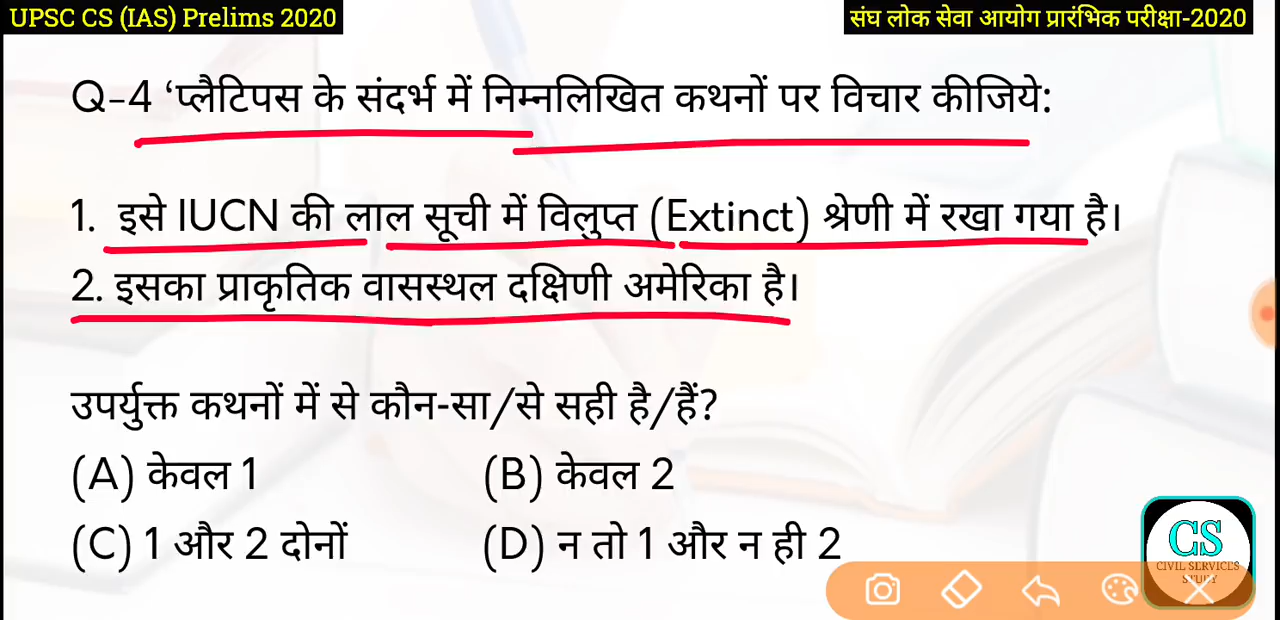 UPSC CS (IAS) Prelims 2020
संघ लोक सेवा आयोग प्रारंभिक परीक्षा-2020
Q-4 ‘प्लैटिपस के संदर्भ में निम्नलिखित कथनों पर विचार कीजिये:
1. इसे IUCN की लाल सूची में विलुप्त (Extinct) श्रेणी में रखा गया है।
2. इसका प्राकृतिक वासस्थल दक्षिणी अमेरिका है।
उपर्युक्त कथनों में से कौन-सा/से सही है/हैं?
(A) केवल 1 (B) केवल 2
(C) 1 और 2 दोनों (D) न तो 1 और न ही 2
CS
CIVIL SERVICES
STUDY